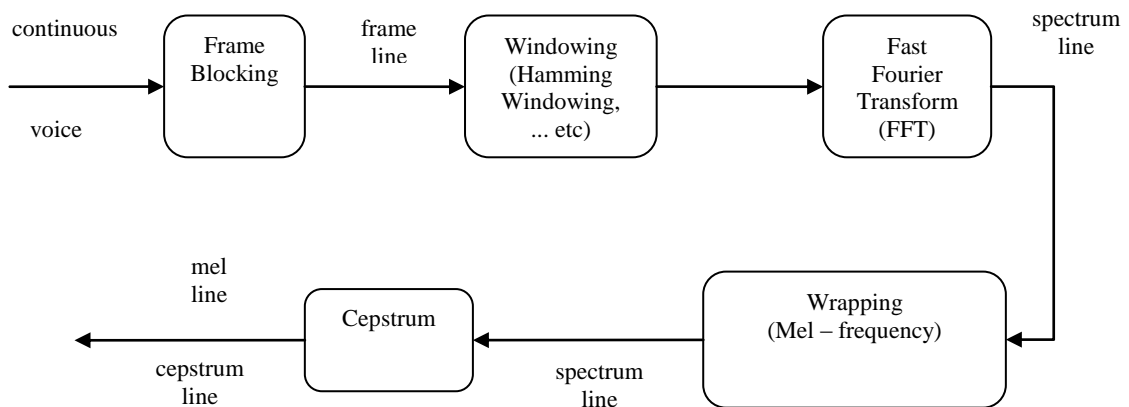 continuous
voice
Frame
Blocking
frame
line
Windowing
(Hamming
Windowing,
... etc)
Fast
Fourier
Transform
(FFT)
spectrum
line
Wrapping
(Mel – frequency)
spectrum
line
Cepstrum
mel
line
cepstrum
line